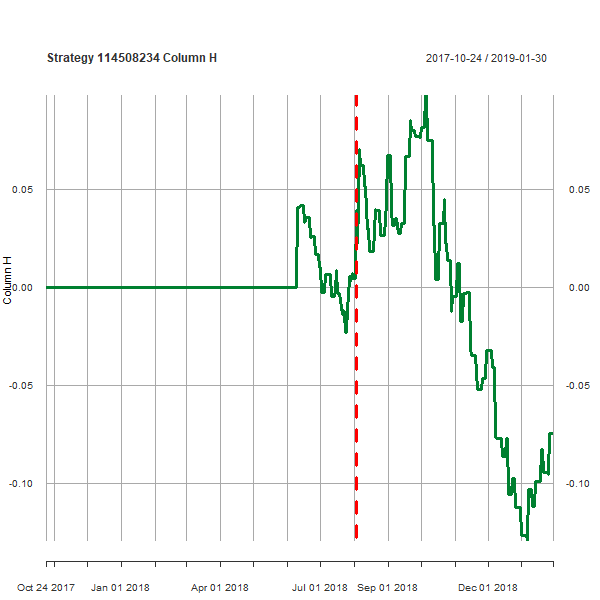 Strategy 114508234 Column H
2017-10-24 / 2019-01-30
0.05
0.05
0.00
0.00
-0.05
-0.05
-0.10
-0.10
Column H
Oct 24 2017
Jan 01 2018
Apr 01 2018
Jul 01 2018
Sep 01 2018
Dec 01 2018